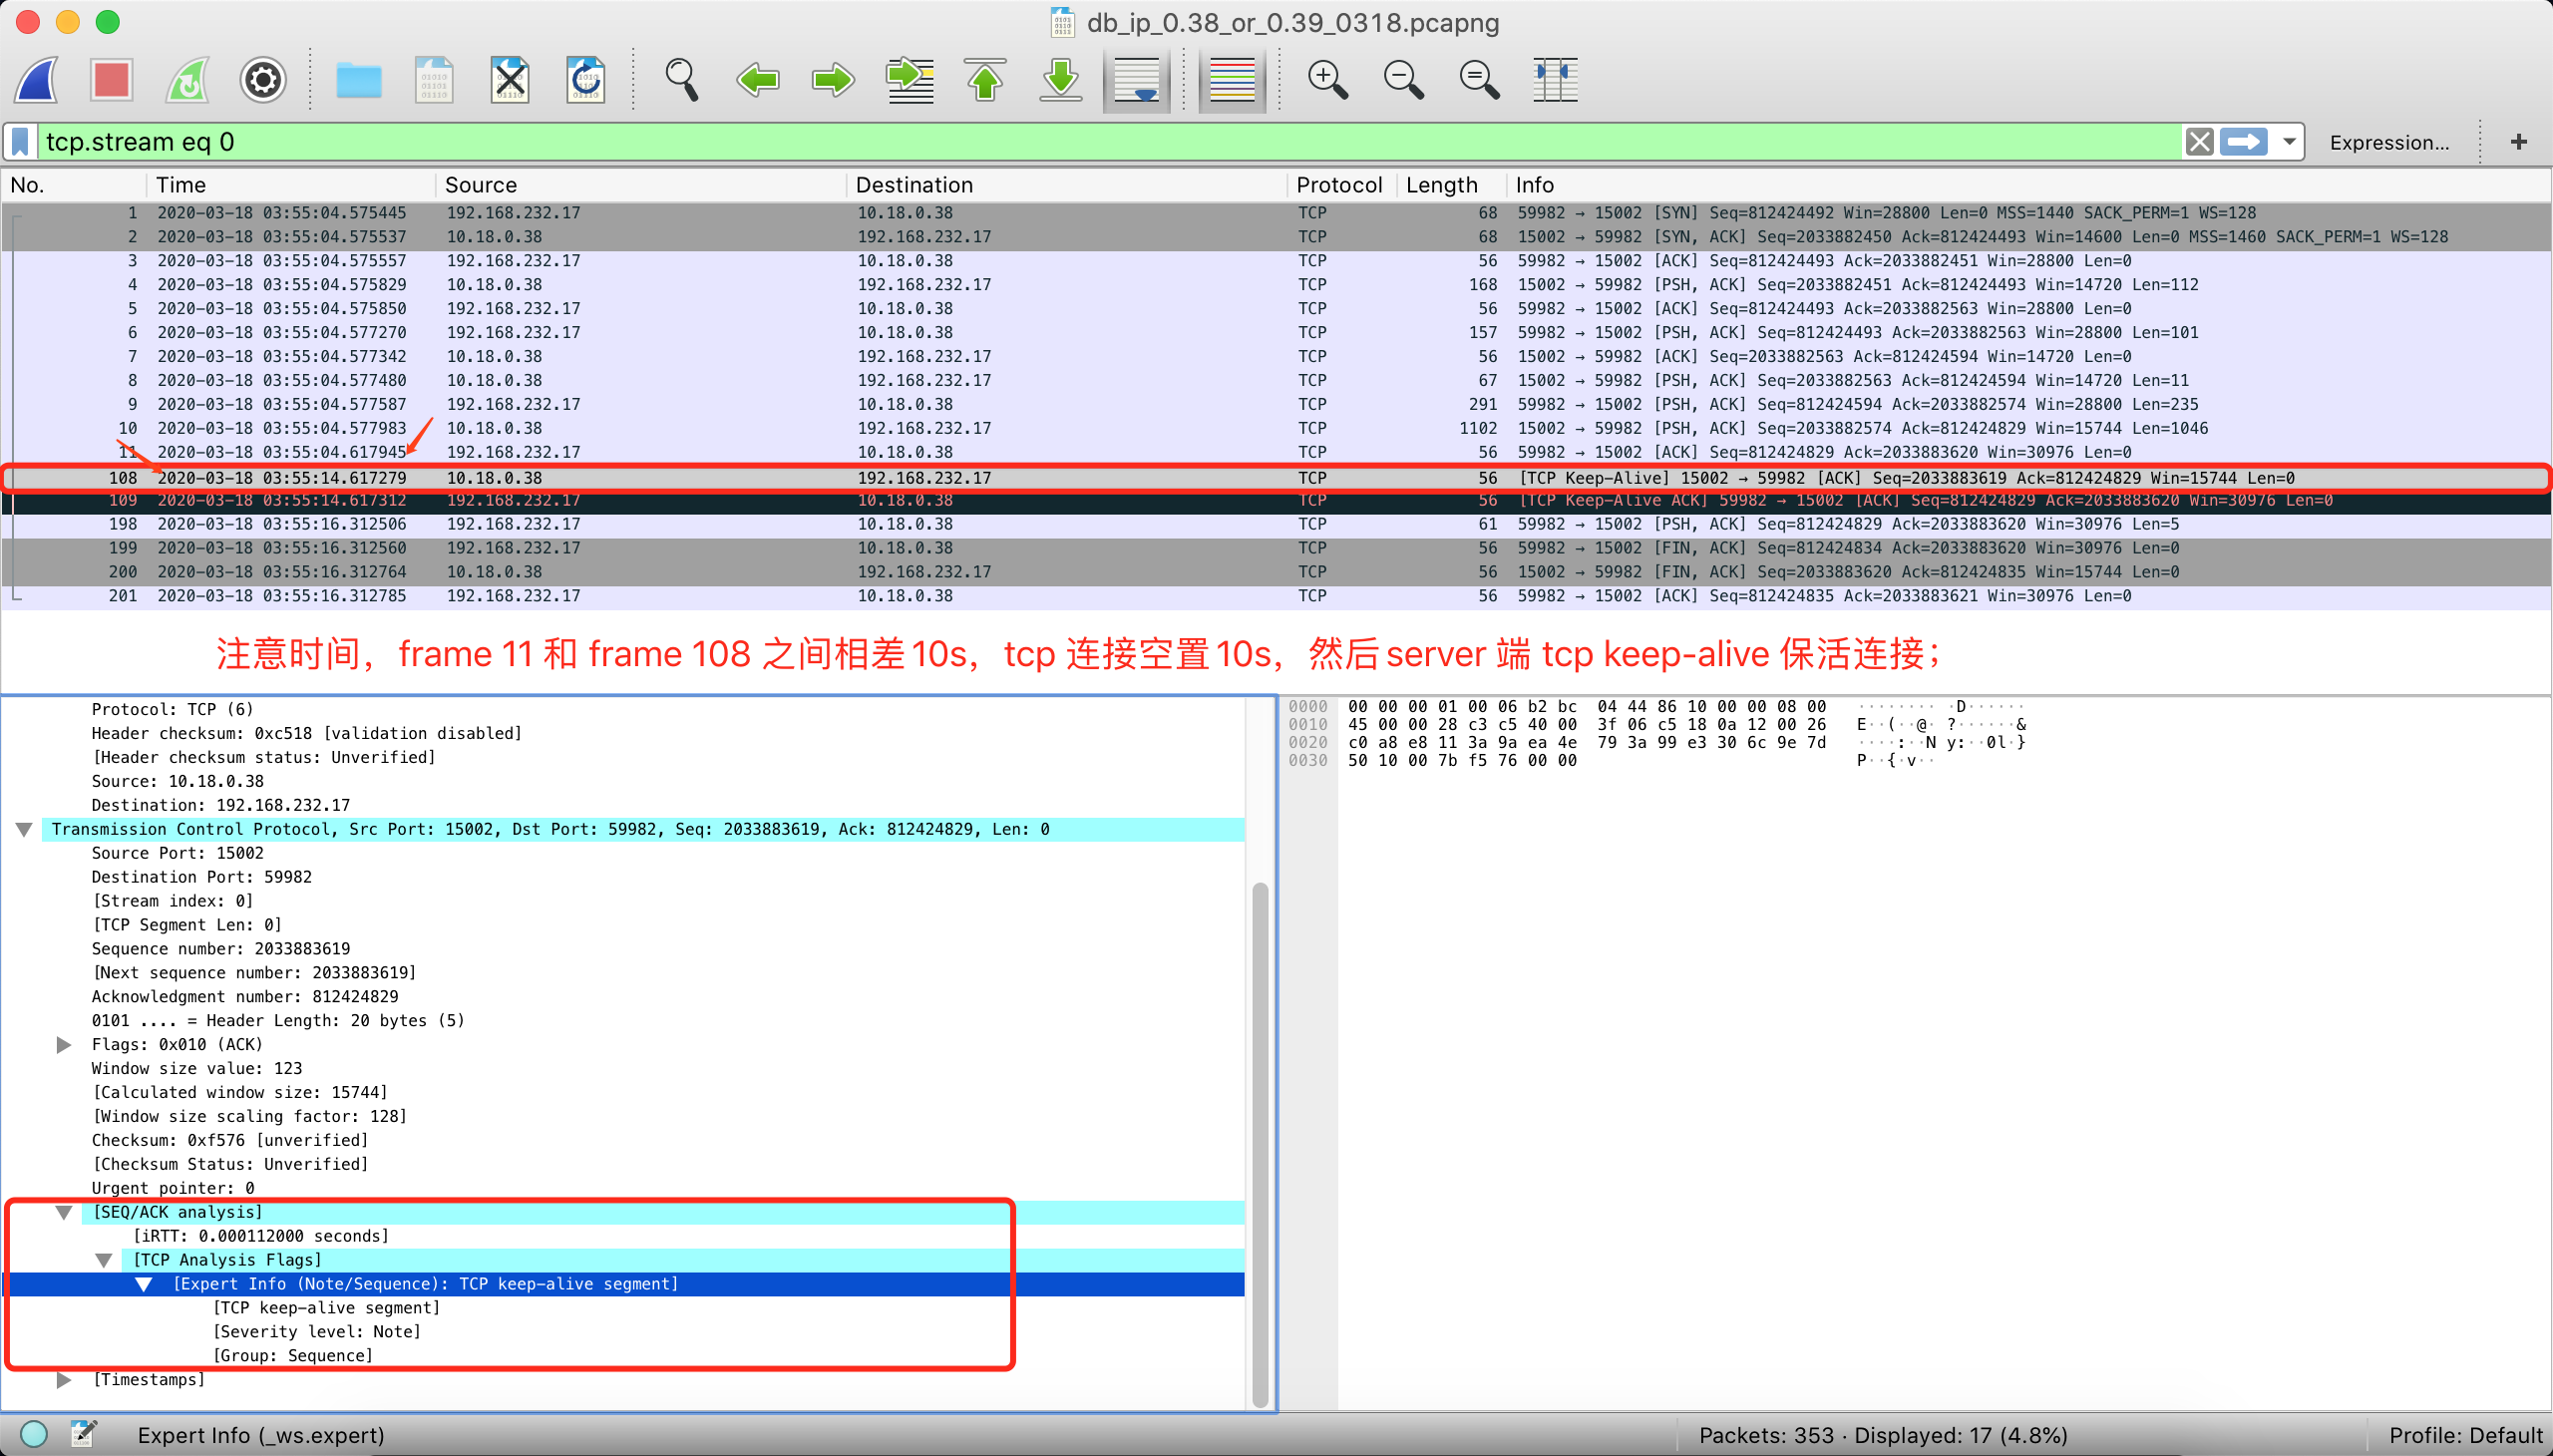 db_ip_0.38_or_0.39_0318.pcapng
tcp.stream eq 0
Expression...
+
No. Time Source Destination Protocol Length Info
1 2020-03-18 03:55:04.575445 192.168.232.17 10.18.0.38 TCP 68 59982 → 15002 [SYN] Seq=812424492 Win=28800 Len=0 MSS=1440 SACK_PERM=1 WS=128
2 2020-03-18 03:55:04.575537 10.18.0.38 192.168.232.17 TCP 68 15002 → 59982 [SYN, ACK] Seq=2033882450 Ack=812424493 Win=14600 Len=0 MSS=1460 SACK_PERM=1 WS=128
3 2020-03-18 03:55:04.575557 192.168.232.17 10.18.0.38 TCP 56 59982 → 15002 [ACK] Seq=812424493 Ack=2033882451 Win=28800 Len=0
4 2020-03-18 03:55:04.575829 10.18.0.38 192.168.232.17 TCP 168 15002 → 59982 [PSH, ACK] Seq=2033882451 Ack=812424493 Win=14720 Len=112
5 2020-03-18 03:55:04.575850 192.168.232.17 10.18.0.38 TCP 56 59982 → 15002 [ACK] Seq=812424493 Ack=2033882563 Win=28800 Len=0
6 2020-03-18 03:55:04.577270 192.168.232.17 10.18.0.38 TCP 157 59982 → 15002 [PSH, ACK] Seq=812424493 Ack=2033882563 Win=28800 Len=101
7 2020-03-18 03:55:04.577342 10.18.0.38 192.168.232.17 TCP 56 15002 → 59982 [ACK] Seq=2033882563 Ack=812424594 Win=14720 Len=0
8 2020-03-18 03:55:04.577480 10.18.0.38 192.168.232.17 TCP 67 15002 → 59982 [PSH, ACK] Seq=2033882563 Ack=812424594 Win=14720 Len=11
9 2020-03-18 03:55:04.577587 192.168.232.17 10.18.0.38 TCP 291 59982 → 15002 [PSH, ACK] Seq=812424594 Ack=2033882574 Win=28800 Len=235
10 2020-03-18 03:55:04.577983 10.18.0.38 192.168.232.17 TCP 1102 15002 → 59982 [PSH, ACK] Seq=2033882574 Ack=812424829 Win=15744 Len=1046
11 2020-03-18 03:55:04.617945 192.168.232.17 10.18.0.38 TCP 56 59982 → 15002 [ACK] Seq=812424829 Ack=2033883620 Win=30976 Len=0
108 2020-03-18 03:55:14.617279 10.18.0.38 192.168.232.17 TCP 56 [TCP Keep-Alive] 15002 → 59982 [ACK] Seq=2033883619 Ack=812424829 Win=15744 Len=0
109 2020-03-18 03:55:14.617312 192.168.232.17 10.18.0.38 TCP 56 [TCP Keep-Alive ACK] 59982 → 15002 [ACK] Seq=812424829 Ack=2033883620 Win=30976 Len=0
198 2020-03-18 03:55:16.312506 192.168.232.17 10.18.0.38 TCP 61 59982 → 15002 [PSH, ACK] Seq=812424829 Ack=2033883620 Win=30976 Len=5
199 2020-03-18 03:55:16.312560 192.168.232.17 10.18.0.38 TCP 56 59982 → 15002 [FIN, ACK] Seq=812424834 Ack=2033883620 Win=30976 Len=0
200 2020-03-18 03:55:16.312764 10.18.0.38 192.168.232.17 TCP 56 15002 → 59982 [FIN, ACK] Seq=2033883620 Ack=812424835 Win=15744 Len=0
201 2020-03-18 03:55:16.312785 192.168.232.17 10.18.0.38 TCP 56 59982 → 15002 [ACK] Seq=812424835 Ack=2033883621 Win=30976 Len=0
注意时间，frame 11 和 frame 108 之间相差10s，tcp 连接空置10s，然后server 端 tcp keep-alive 保活连接；
Protocol: TCP (6)
Header checksum: 0xc518 [validation disabled]
[Header checksum status: Unverified]
Source: 10.18.0.38
Destination: 192.168.232.17
Transmission Control Protocol, Src Port: 15002, Dst Port: 59982, Seq: 2033883619, Ack: 812424829, Len: 0
Source Port: 15002
Destination Port: 59982
[Stream index: 0]
[TCP Segment Len: 0]
Sequence number: 2033883619
[Next sequence number: 2033883619]
Acknowledgment number: 812424829
0101 .... = Header Length: 20 bytes (5)
Flags: 0x010 (ACK)
Window size value: 123
[Calculated window size: 15744]
[Window size scaling factor: 128]
Checksum: 0xf576 [unverified]
[Checksum Status: Unverified]
Urgent pointer: 0
[SEQ/ACK analysis]
[iRTT: 0.000112000 seconds]
[TCP Analysis Flags]
[Expert Info (Note/Sequence): TCP keep-alive segment]
[TCP keep-alive segment]
[Severity level: Note]
[Group: Sequence]
[Timestamps]
0000 00 00 00 01 00 06 b2 bc 04 44 86 10 00 00 08 00 ········ ·D······
0010 45 00 00 28 c3 c5 40 00 3f 06 c5 18 0a 12 00 26 E··(··@· ?······&
0020 c0 a8 e8 11 3a 9a ea 4e 79 3a 99 e3 30 6c 9e 7d ····:··N y:··0l·}
0030 50 10 00 7b f5 76 00 00 P··{·v··
Expert Info (_ws.expert)
Packets: 353 · Displayed: 17 (4.8%)
Profile: Default